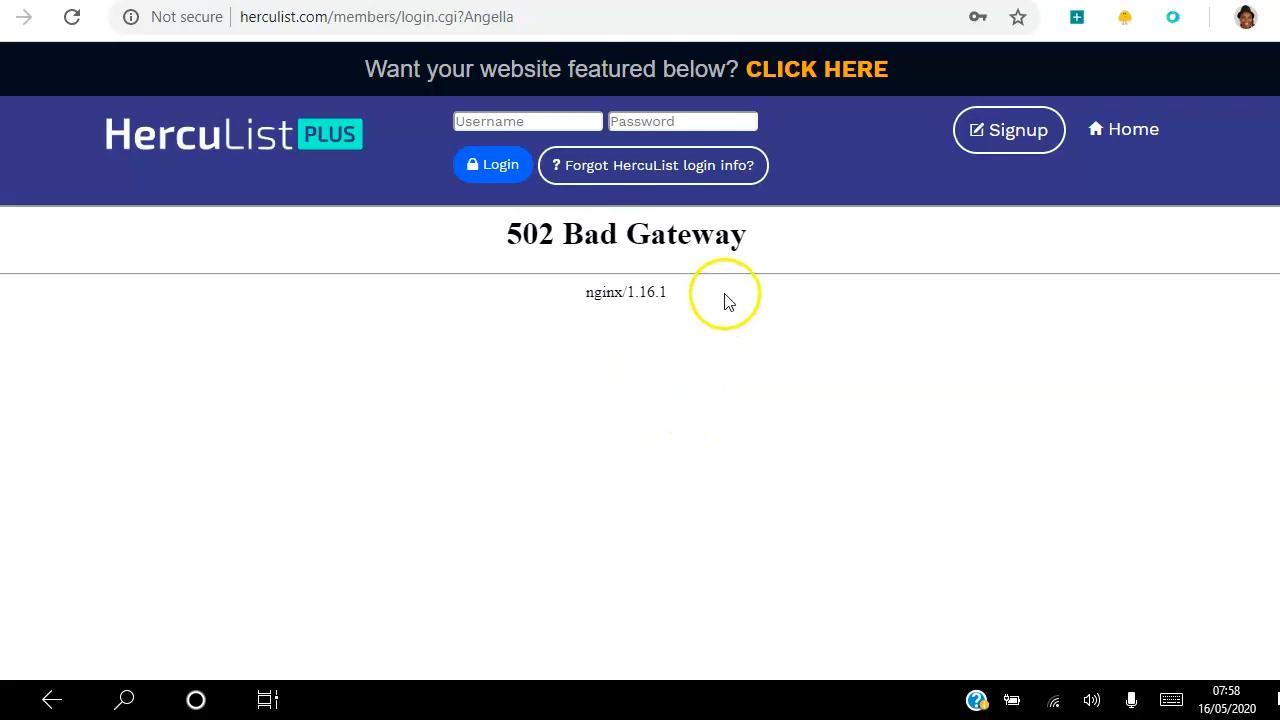 Not secure herculist.com/members/login.cgi?Angella
Want your website featured below? CLICK HERE
HercuList PLUS
Username Password
Login ? Forgot HercuList login info?
Signup Home
502 Bad Gateway
nginx/1.16.1
07:58
16/05/2020